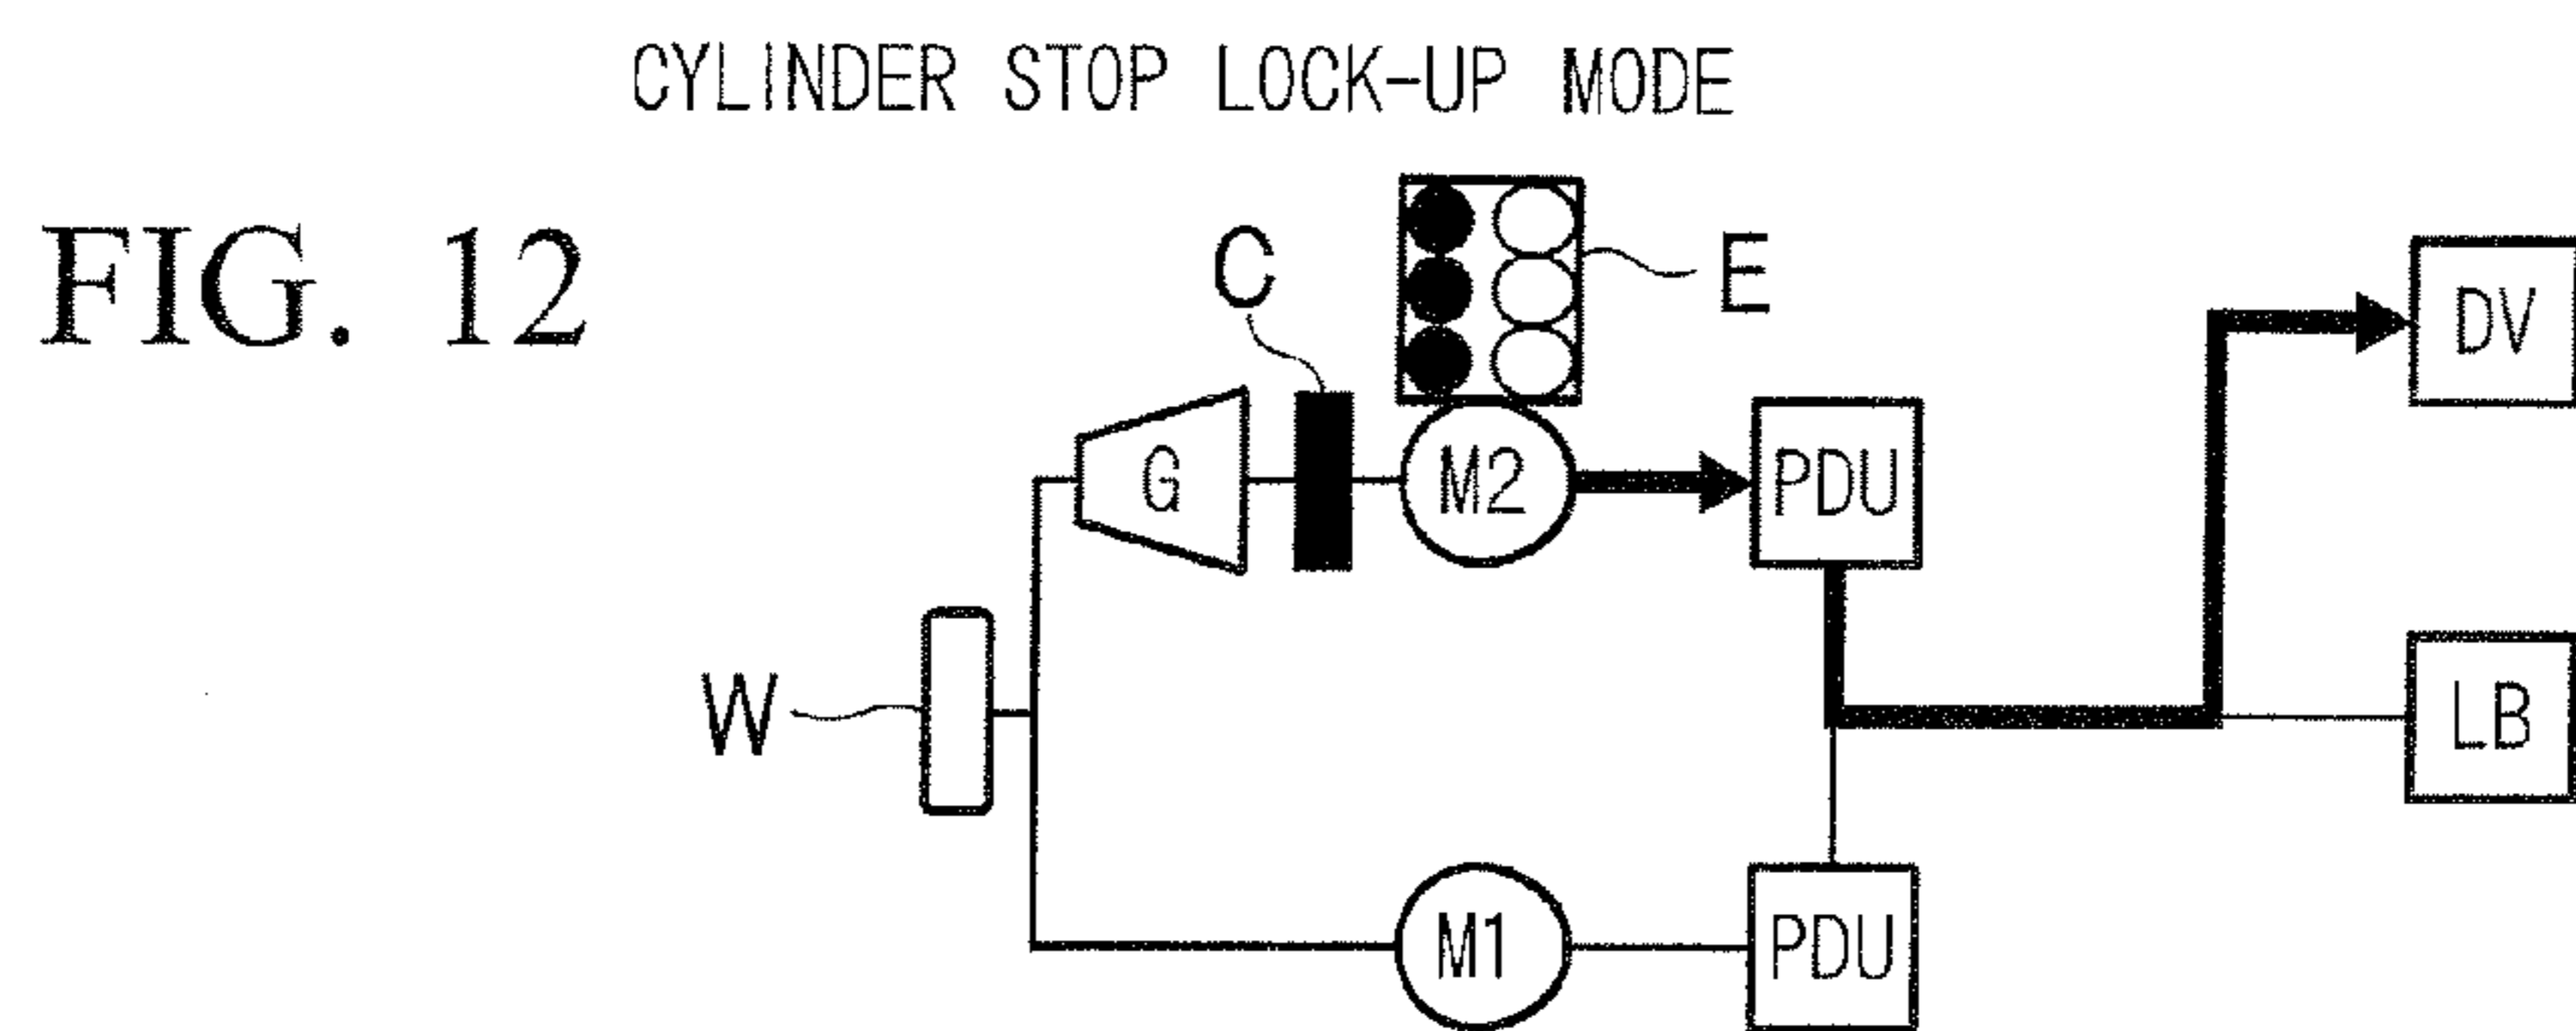 CYLINDER STOP LOCK-UP MODE
FIG. 12
C
E
DV
G
M2
PDU
W
LB
M1
PDU